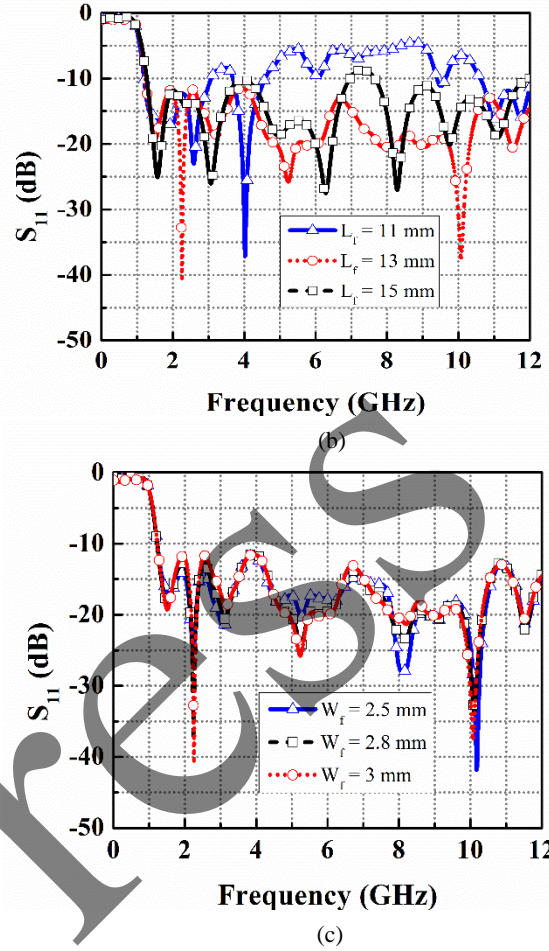 0
-10
-20
-30
-40
-50
S11 (dB)
Lf = 11 mm
Lf = 13 mm
Lf = 15 mm
0 2 4 6 8 10 12
Frequency (GHz)
(b)
0
-10
-20
-30
-40
-50
S11 (dB)
Wf = 2.5 mm
Wf = 2.8 mm
Wf = 3 mm
0 2 4 6 8 10 12
Frequency (GHz)
(c)
ress